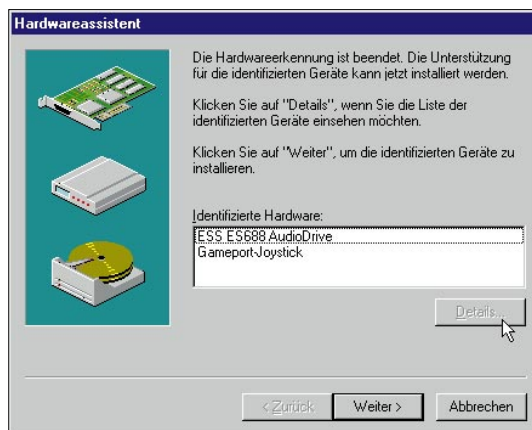 Hardwareassistent
Die Hardwareerkennung ist beendet. Die Unterstützung
für die identifizierten Geräte kann jetzt installiert werden.
Klicken Sie auf "Details", wenn Sie die Liste der
identifizierten Geräte einsehen möchten.
Klicken Sie auf "Weiter", um die identifizierten Geräte zu
installieren.
Identifizierte Hardware:
ESS ES688 AudioDrive
Gameport-Joystick
Details...
< Zurück
Weiter >
Abbrechen